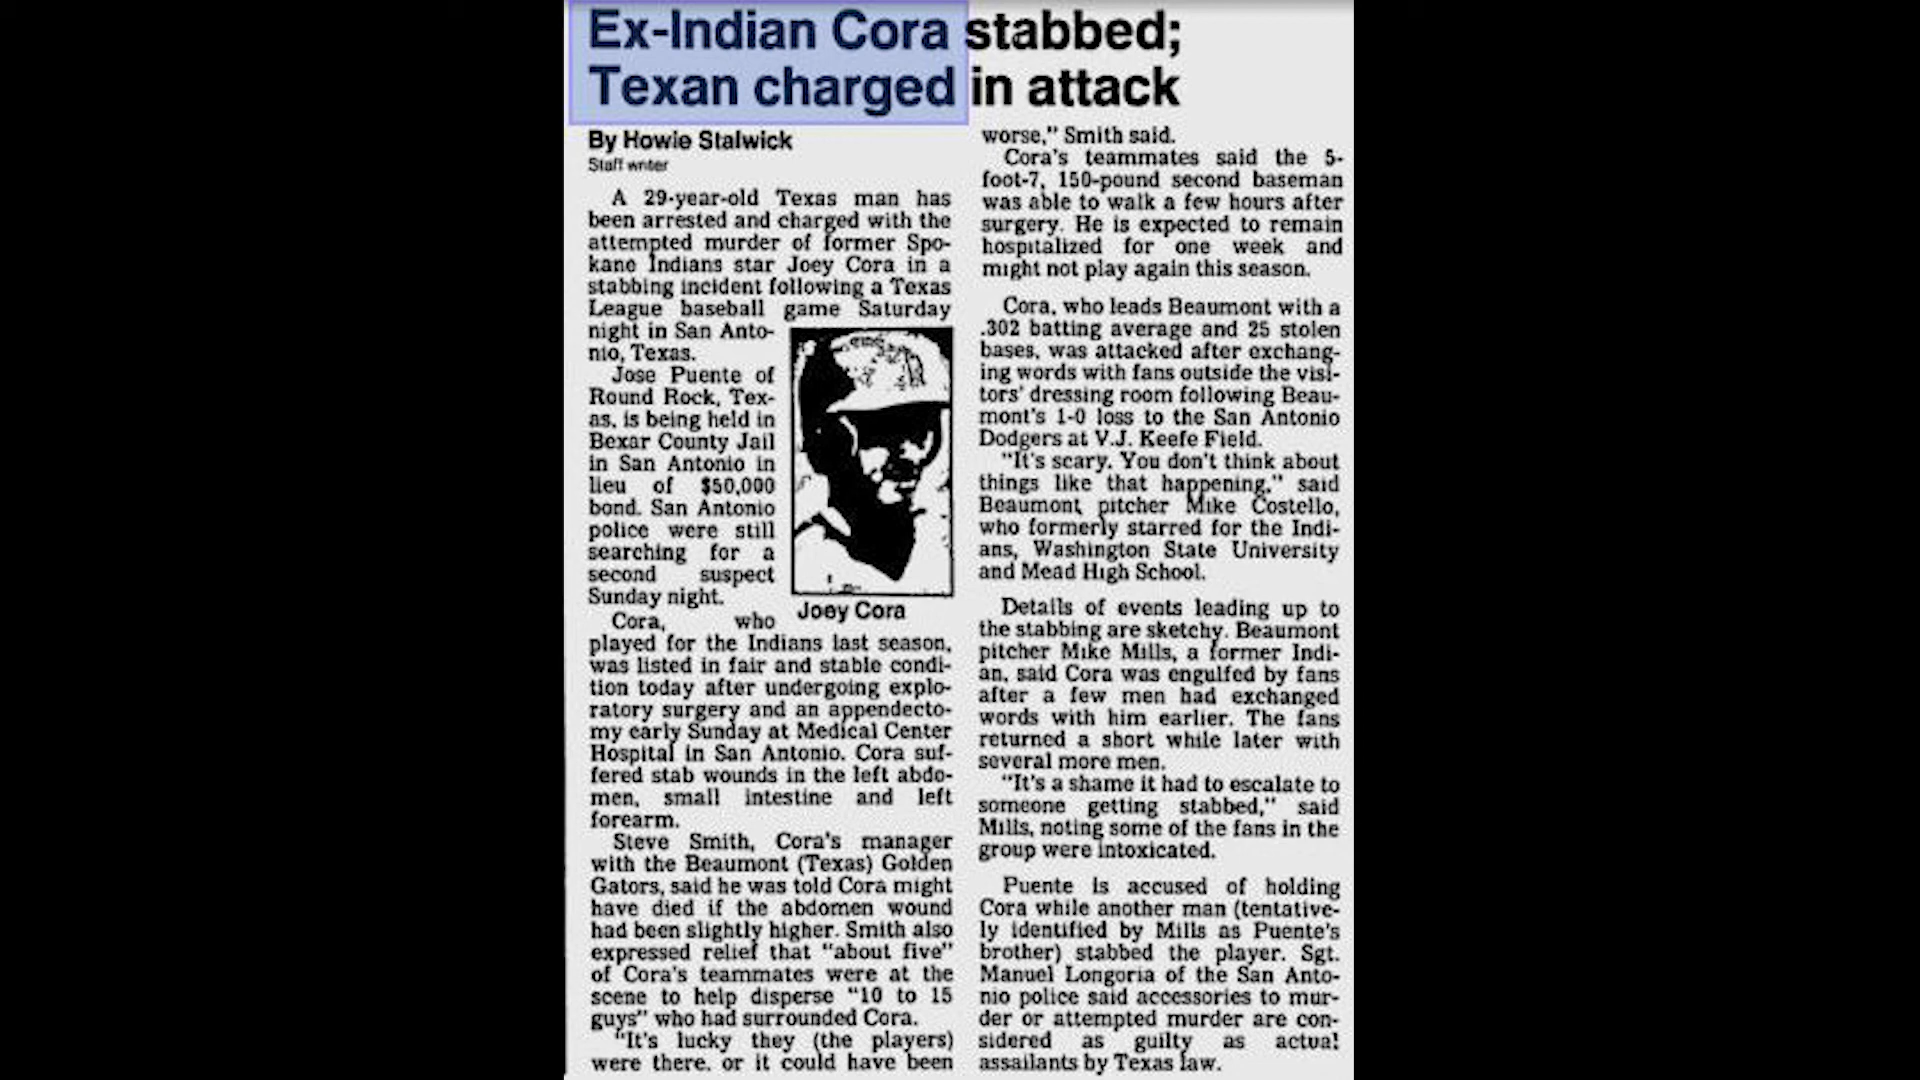 Ex-Indian Cora stabbed;
Texan charged in attack
By Howie Stalwick
Staff writer
A 29-year-old Texas man has
been arrested and charged with the
attempted murder of former Spo-
kane Indians star Joey Cora in a
stabbing incident following a Texas
League baseball game Saturday
night in San Anto-
nio, Texas.
Jose Puente of
Round Rock, Tex-
as, is being held in
Bexar County Jail
in San Antonio in
lieu of $50,000
bond. San Antonio
police were still
searching for a
second suspect
Sunday night.
Joey Cora
Cora, who
played for the Indians last season,
was listed in fair and stable condi-
tion today after undergoing explo-
ratory surgery and an appendecto-
my early Sunday at Medical Center
Hospital in San Antonio. Cora suf-
fered stab wounds in the left abdo-
men, small intestine and left
forearm.
Steve Smith, Cora's manager
with the Beaumont (Texas) Golden
Gators, said he was told Cora might
have died if the abdomen wound
had been slightly higher. Smith also
expressed relief that "about five"
of Cora's teammates were at the
scene to help disperse "10 to 15
guys" who had surrounded Cora.
"It's lucky they (the players)
were there, or it could have been
worse," Smith said.
Cora's teammates said the 5-
foot-7, 150-pound second baseman
was able to walk a few hours after
surgery. He is expected to remain
hospitalized for one week and
might not play again this season.
Cora, who leads Beaumont with a
.302 batting average and 25 stolen
bases, was attacked after exchang-
ing words with fans outside the visi-
tors' dressing room following Beau-
mont's 1-0 loss to the San Antonio
Dodgers at V.J. Keefe Field.
"It's scary. You don't think about
things like that happening," said
Beaumont pitcher Mike Costello,
who formerly starred for the Indi-
ans, Washington State University
and Mead High School.
Details of events leading up to
the stabbing are sketchy. Beaumont
pitcher Mike Mills, a former Indi-
an, said Cora was engulfed by fans
after a few men had exchanged
words with him earlier. The fans
returned a short while later with
several more men.
"It's a shame it had to escalate to
someone getting stabbed," said
Mills, noting some of the fans in the
group were intoxicated.
Puente is accused of holding
Cora while another man (tentative-
ly identified by Mills as Puente's
brother) stabbed the player. Sgt.
Manuel Longoria of the San Anto-
nio police said accessories to mur-
der or attempted murder are con-
sidered as guilty as actual
assailants by Texas law.